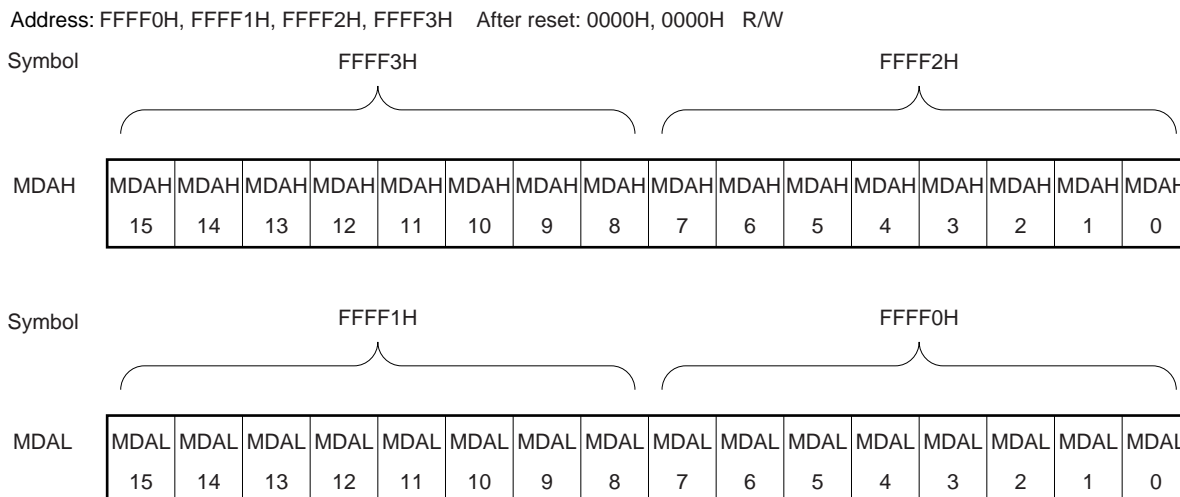 Address: FFFF0H, FFFF1H, FFFF2H, FFFF3H After reset: 0000H, 0000H R/W
Symbol FFFF3H FFFF2H
MDAH MDAH MDAH MDAH MDAH MDAH MDAH MDAH MDAH MDAH MDAH MDAH MDAH MDAH MDAH MDAH MDAH
15 14 13 12 11 10 9 8 7 6 5 4 3 2 1 0
Symbol FFFF1H FFFF0H
MDAL MDAL MDAL MDAL MDAL MDAL MDAL MDAL MDAL MDAL MDAL MDAL MDAL MDAL MDAL MDAL MDAL
15 14 13 12 11 10 9 8 7 6 5 4 3 2 1 0